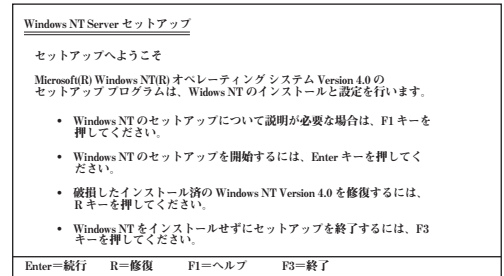 Windows NT Server セットアップ
セットアップへようこそ
Microsoft(R) Windows NT(R) オペレーティング システム Version 4.0 の
セットアップ プログラムは、Widows NT のインストールと設定を行います。
• Windows NT のセットアップについて説明が必要な場合は、F1 キーを
押してください。
• Windows NT のセットアップを開始するには、Enter キーを押してく
ださい。
• 破損したインストール済の Windows NT Version 4.0 を修復するには、
R キーを押してください。
• Windows NT をインストールせずにセットアップを終了するには、F3
キーを押してください。
Enter=続行 R=修復 F1=ヘルプ F3=終了